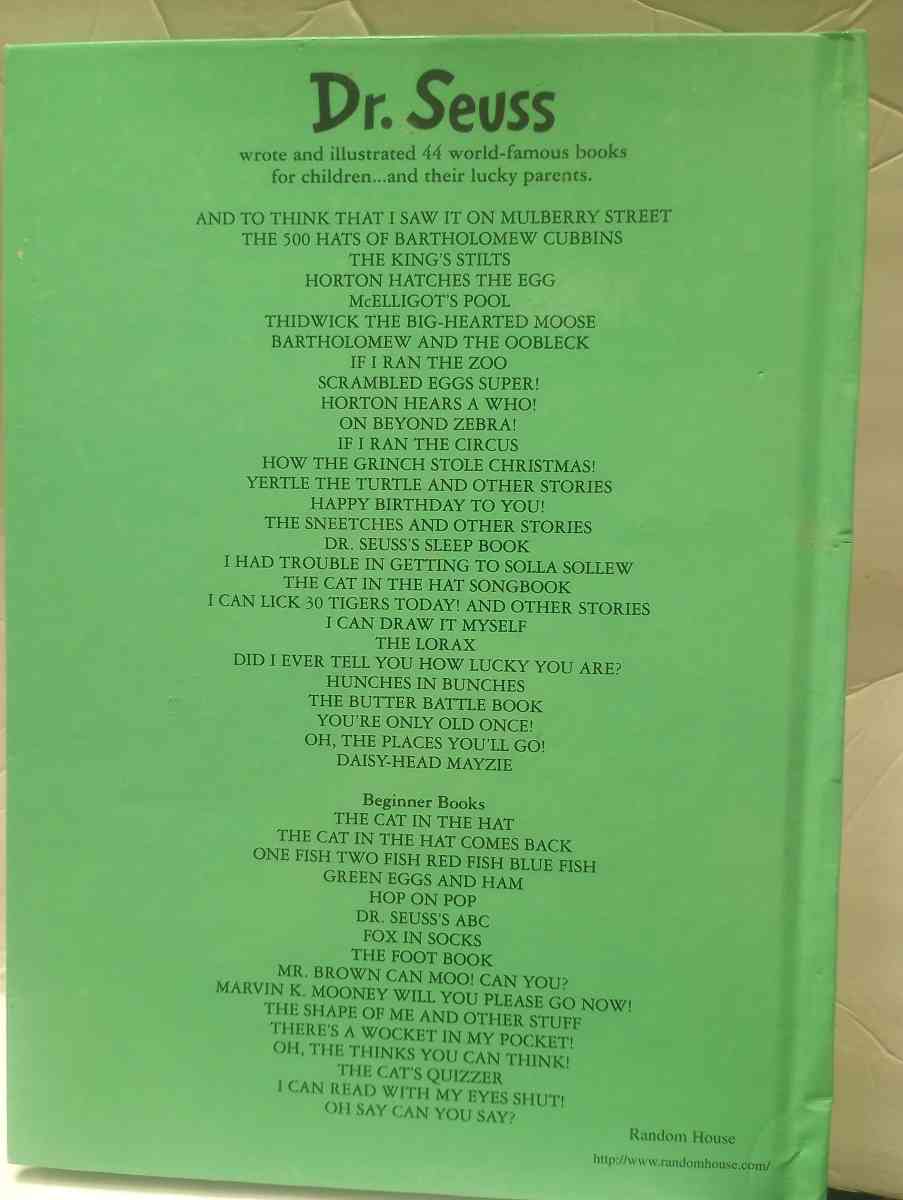 Dr. Seuss
wrote and illustrated 44 world-famous books
for children...and their lucky parents.
AND TO THINK THAT I SAW IT ON MULBERRY STREET
THE 500 HATS OF BARTHOLOMEW CUBBINS
THE KING'S STILTS
HORTON HATCHES THE EGG
McELLIGOT'S POOL
THIDWICK THE BIG-HEARTED MOOSE
BARTHOLOMEW AND THE OOBLECK
IF I RAN THE ZOO
SCRAMBLED EGGS SUPER!
HORTON HEARS A WHO!
ON BEYOND ZEBRA!
IF I RAN THE CIRCUS
HOW THE GRINCH STOLE CHRISTMAS!
YERTLE THE TURTLE AND OTHER STORIES
HAPPY BIRTHDAY TO YOU!
THE SNEETCHES AND OTHER STORIES
DR. SEUSS'S SLEEP BOOK
I HAD TROUBLE IN GETTING TO SOLLA SOLLEW
THE CAT IN THE HAT SONGBOOK
I CAN LICK 30 TIGERS TODAY! AND OTHER STORIES
I CAN DRAW IT MYSELF
THE LORAX
DID I EVER TELL YOU HOW LUCKY YOU ARE?
HUNCHES IN BUNCHES
THE BUTTER BATTLE BOOK
YOU'RE ONLY OLD ONCE!
OH, THE PLACES YOU'LL GO!
DAISY-HEAD MAYZIE
Beginner Books
THE CAT IN THE HAT
THE CAT IN THE HAT COMES BACK
ONE FISH TWO FISH RED FISH BLUE FISH
GREEN EGGS AND HAM
HOP ON POP
DR. SEUSS'S ABC
FOX IN SOCKS
THE FOOT BOOK
MR. BROWN CAN MOO! CAN YOU?
MARVIN K. MOONEY WILL YOU PLEASE GO NOW!
THE SHAPE OF ME AND OTHER STUFF
THERE'S A WOCKET IN MY POCKET!
OH, THE THINKS YOU CAN THINK!
THE CAT'S QUIZZER
I CAN READ WITH MY EYES SHUT!
OH SAY CAN YOU SAY?
Random House
http://www.randomhouse.com/